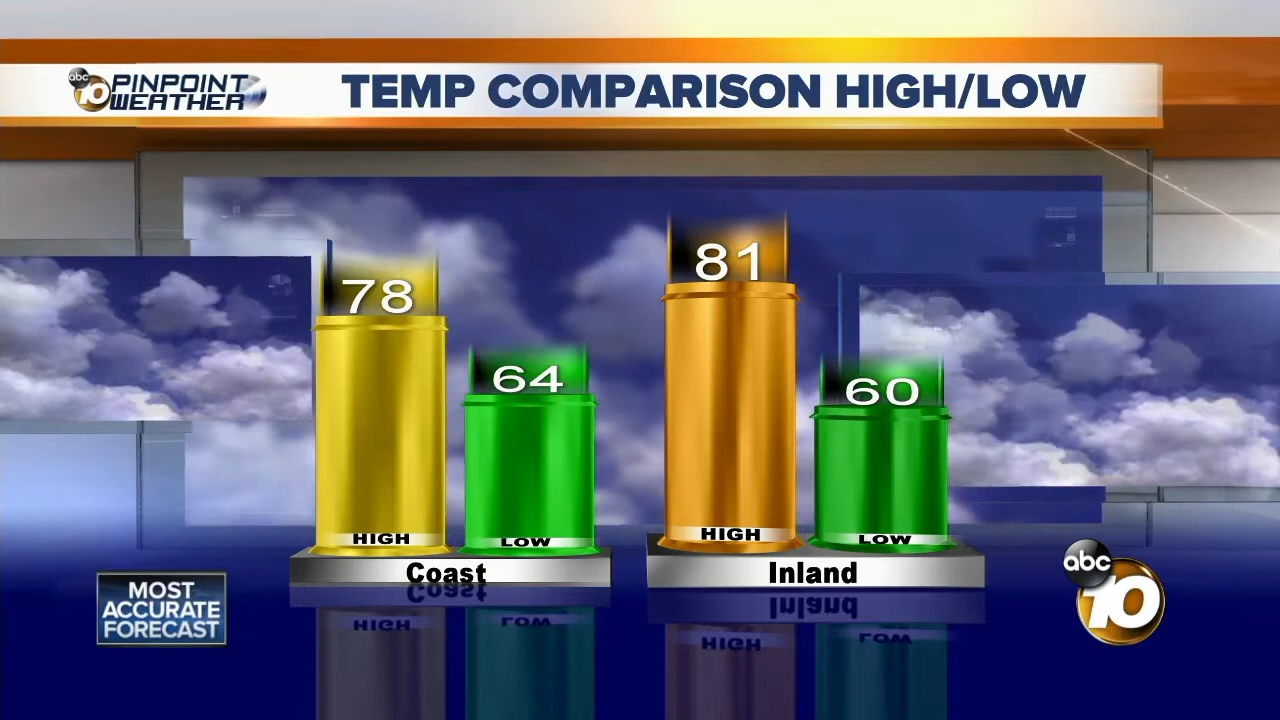 abc 10 PINPOINT WEATHER
TEMP COMPARISON HIGH/LOW
78
64
81
60
HIGH
LOW
HIGH
LOW
Coast
Inland
MOST
ACCURATE
FORECAST
abc
10